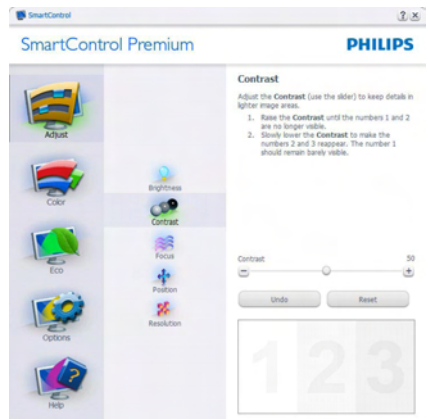 SmartControl
SmartControl Premium
PHILIPS
Adjust
Color
Eco
Options
Help
Brightness
Contrast
Focus
Position
Resolution
Contrast
Adjust the Contrast (use the slider) to keep details in
lighter image areas.
1. Raise the Contrast until the numbers 1 and 2
are no longer visible.
2. Slowly lower the Contrast to make the
numbers 2 and 3 reappear. The number 1
should remain barely visible.
Contrast 50
Undo Reset
1 2 3